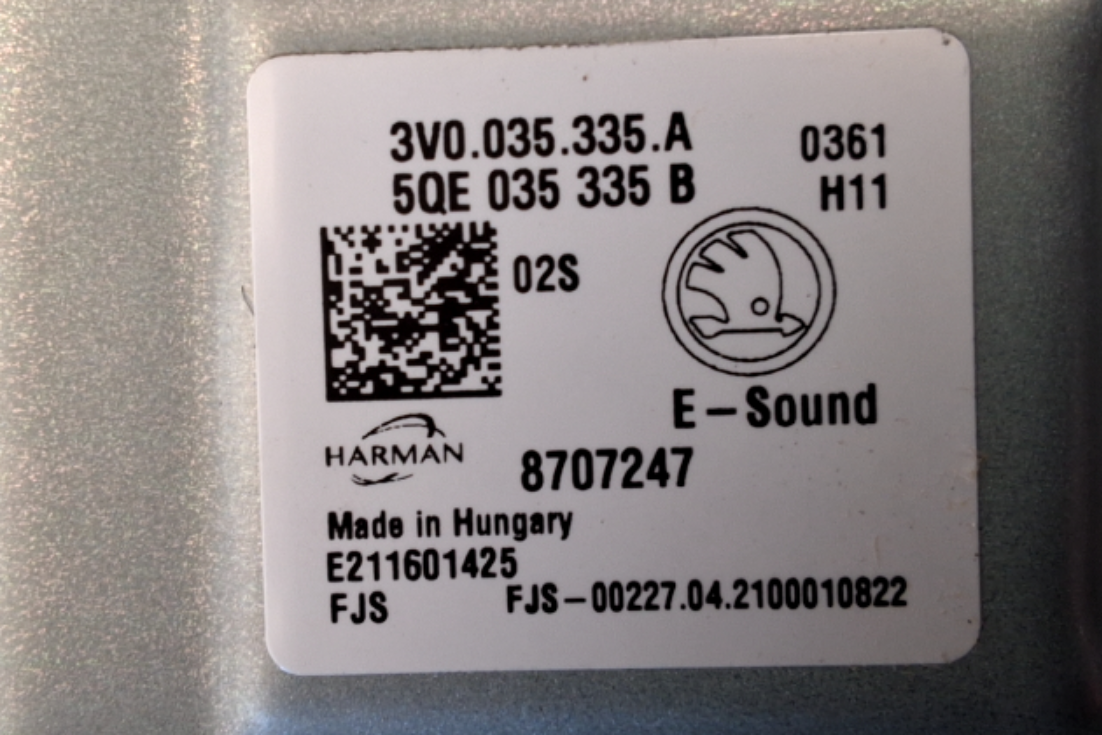 3V0.035.335.A 0361
5QE 035 335 B H11
02S
E-Sound
HARMAN
8707247
Made in Hungary
E211601425
FJS FJS-00227.04.2100010822